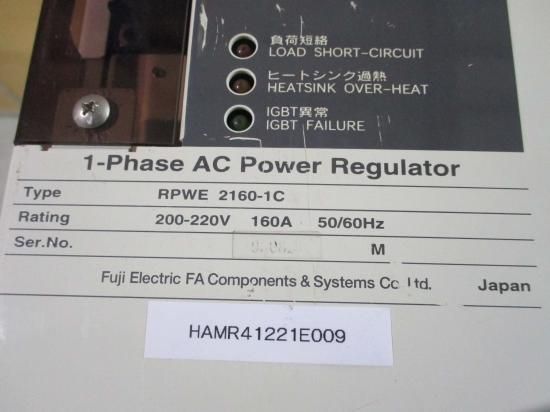 負荷短絡
LOAD SHORT-CIRCUIT
ヒートシンク過熱
HEATSINK OVER-HEAT
IGBT異常
IGBT FAILURE
1-Phase AC Power Regulator
Type RPWE 2160-1C
Rating 200-220V 160A 50/60Hz
Ser.No. M
Fuji Electric FA Components & Systems Co Ltd. Japan
HAMR41221E009